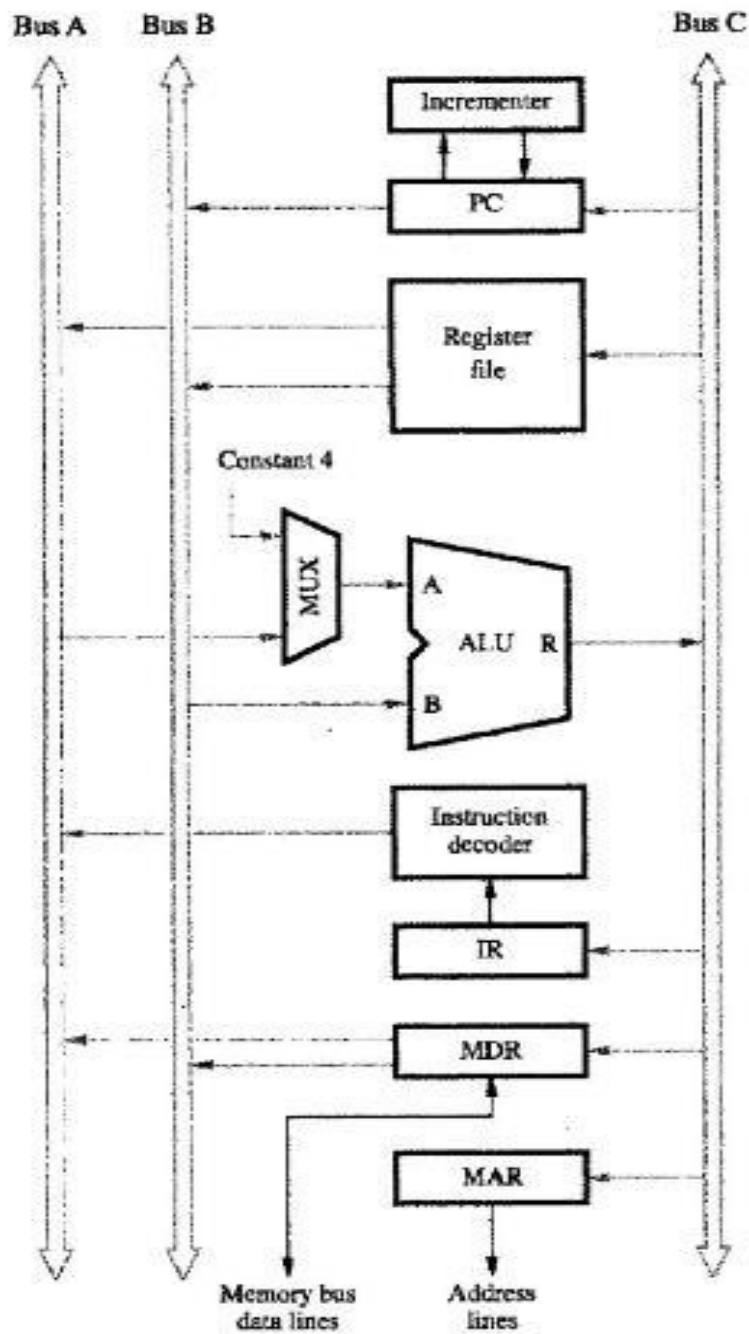 Bus A
Bus B
Bus C
Incrementer
PC
Register
file
Constant 4
MUX
A
ALU
R
B
Instruction
decoder
IR
MDR
MAR
Memory bus
data lines
Address
lines